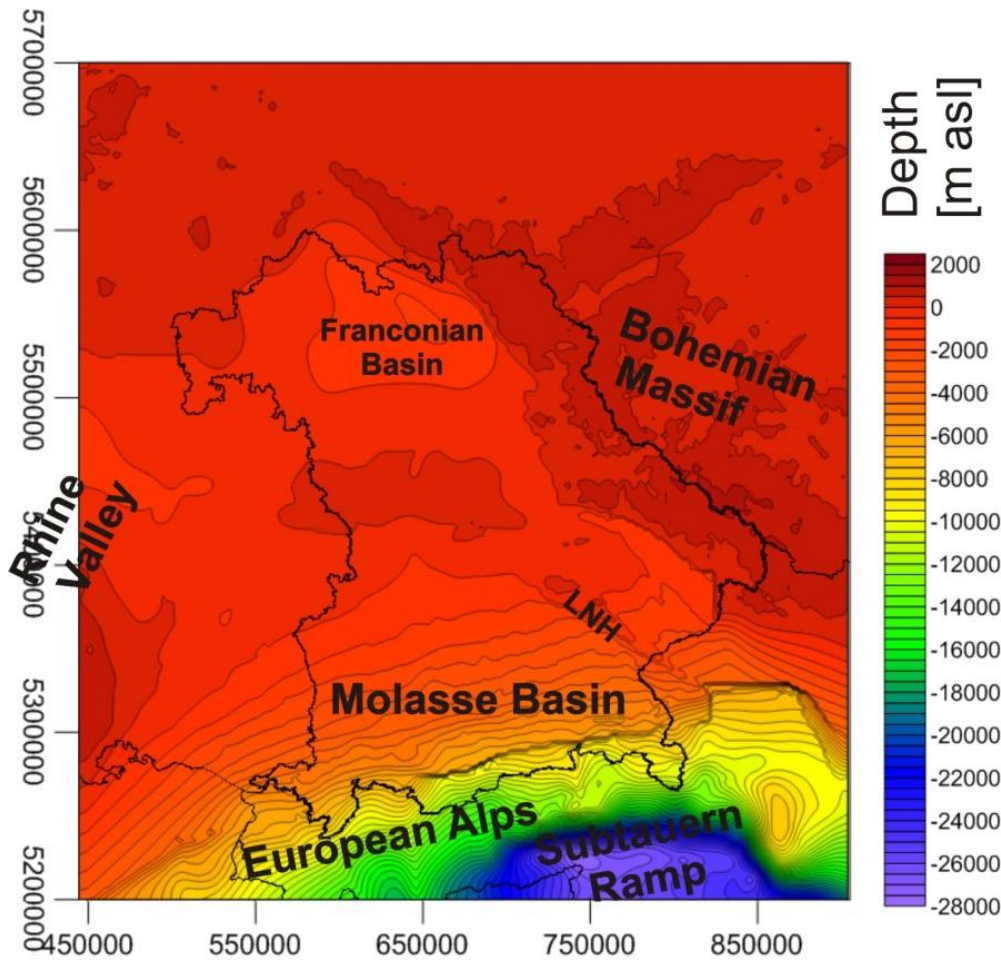 5700000
5600000
5500000
5400000
5300000
5200000
450000
550000
650000
750000
850000
Franconian
Basin
Bohemian
Massif
Rhine
Valley
LNH
Molasse Basin
European Alps
Subtauern
Ramp
Depth
[m asl]
2000
0
-2000
-4000
-6000
-8000
-10000
-12000
-14000
-16000
-18000
-20000
-22000
-24000
-26000
-28000